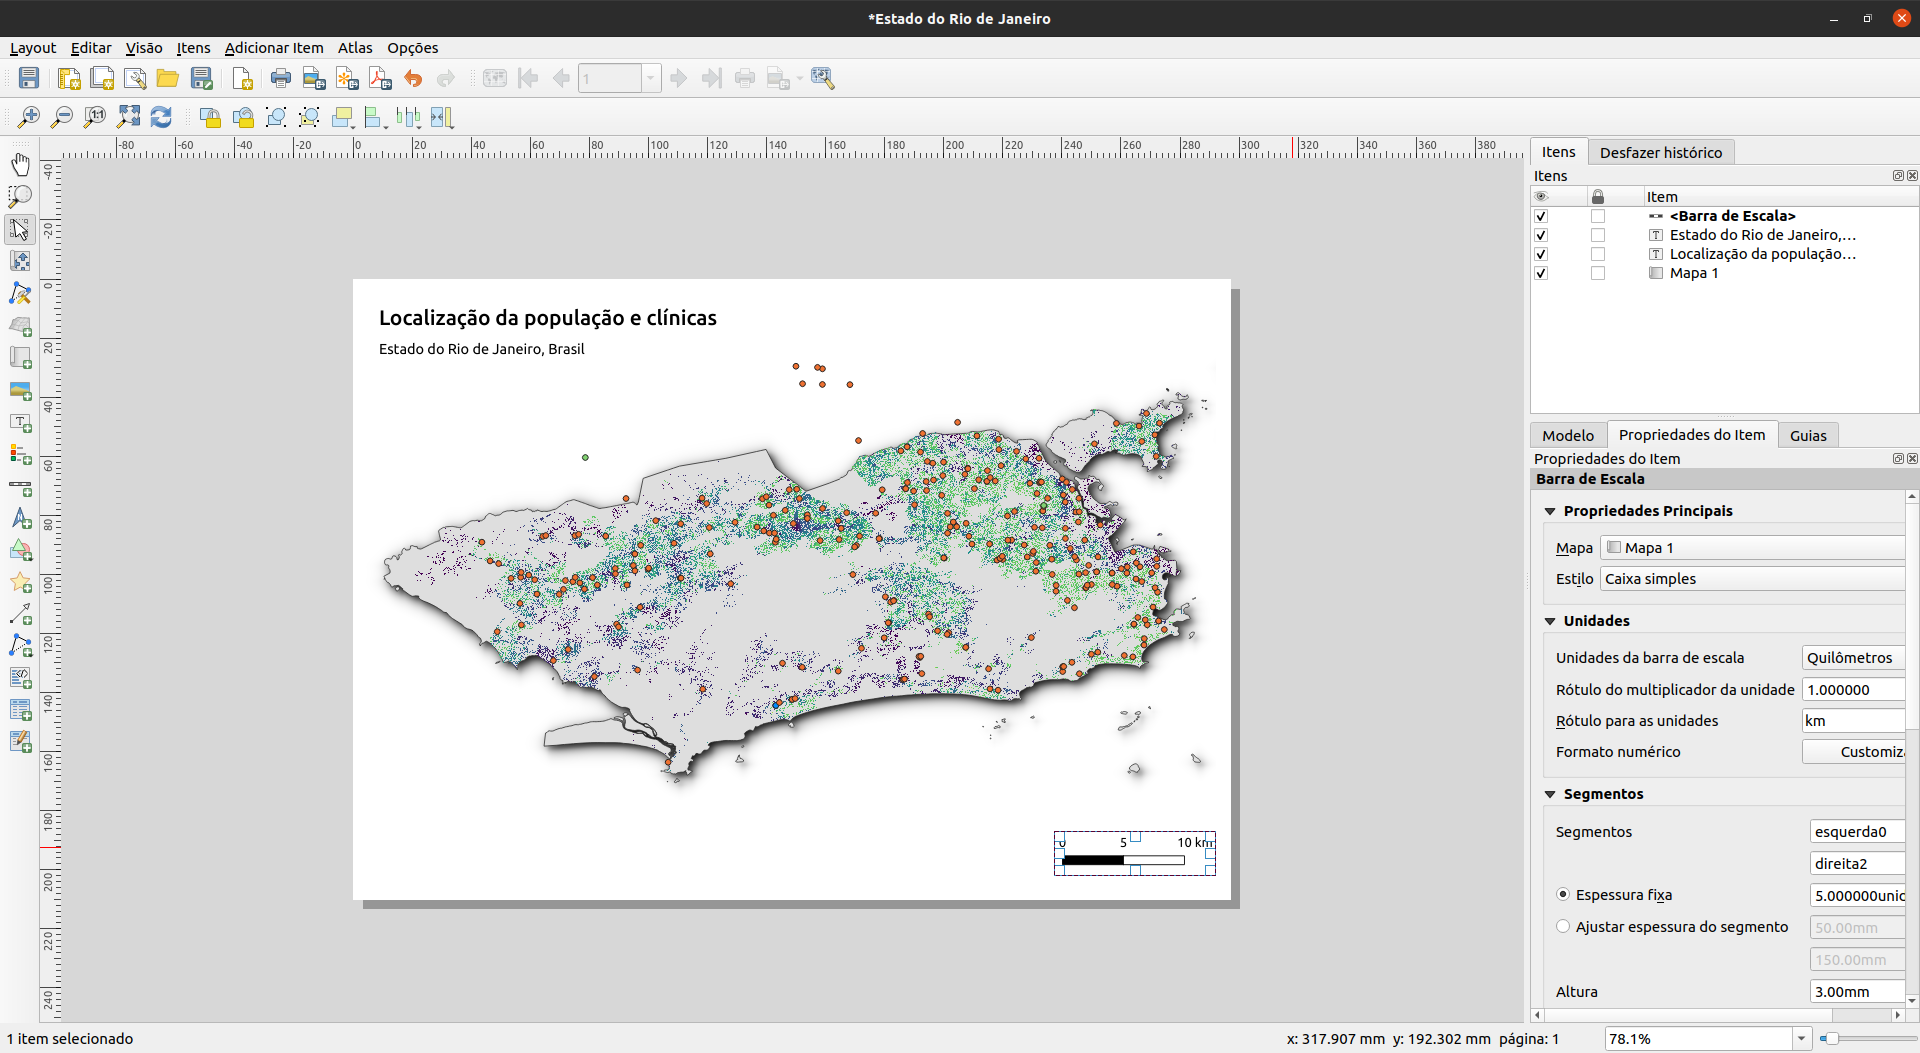 *Estado do Rio de Janeiro
Layout Editar Visão Itens Adicionar Item Atlas Opções
1
1:1
-80 -60 -40 -20 0 20 40 60 80 100 120 140 160 180 200 220 240 260 280 300 320 340 360 380
-40
-20
0
20
40
60
80
100
120
140
160
180
200
220
240
Itens Desfazer histórico
Itens
Item
<Barra de Escala>
Estado do Rio de Janeiro,...
Localização da população...
Mapa 1
Localização da população e clínicas
Estado do Rio de Janeiro, Brasil
0 5 10 km
Modelo Propriedades do Item Guias
Propriedades do Item
Barra de Escala
Propriedades Principais
Mapa Mapa 1
Estilo Caixa simples
Unidades
Unidades da barra de escala Quilômetros
Rótulo do multiplicador da unidade 1.000000
Rótulo para as unidades km
Formato numérico Customiza
Segmentos
Segmentos esquerda0
direita2
Espessura fixa 5.000000unid
Ajustar espessura do segmento 50.00mm
150.00mm
Altura 3.00mm
1 item selecionado
x: 317.907 mm y: 192.302 mm página: 1
78.1%